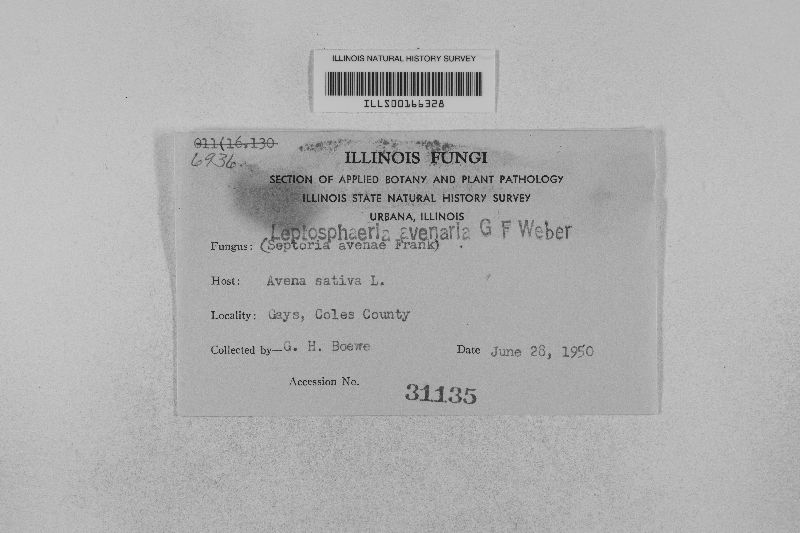 ILLINOIS NATURAL HISTORY SURVEY
ILLS00166328
011(16.130
6936.
ILLINOIS FUNGI
SECTION OF APPLIED BOTANY AND PLANT PATHOLOGY
ILLINOIS STATE NATURAL HISTORY SURVEY
URBANA, ILLINOIS
Leptosphaeria avenaria G F Weber
Fungus: (Septoria avenae Frank) .
Host: Avena sativa L.
Locality: Gays, Coles County
Collected by—G. H. Boewe Date June 28, 1950
Accession No. 31135